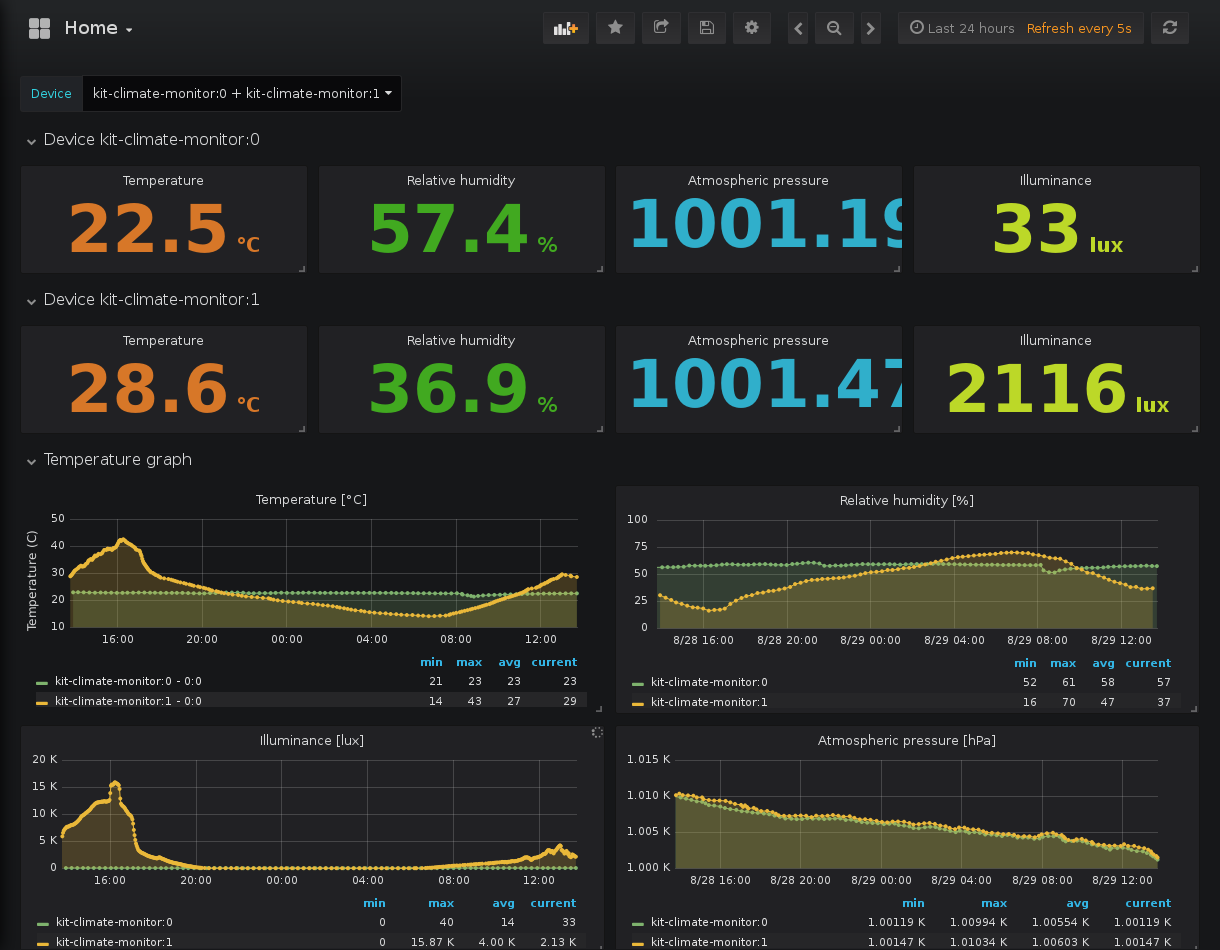 Home
Last 24 hours Refresh every 5s
Device kit-climate-monitor:0 + kit-climate-monitor:1
Device kit-climate-monitor:0
Temperature Relative humidity Atmospheric pressure Illuminance
22.5 °C 57.4 % 1001.19 33 lux
Device kit-climate-monitor:1
Temperature Relative humidity Atmospheric pressure Illuminance
28.6 °C 36.9 % 1001.47 2116 lux
Temperature graph
Temperature [°C]
Temperature (C)
50
40
30
20
10
16:00 20:00 00:00 04:00 08:00 12:00
min max avg current
kit-climate-monitor:0 - 0:0 21 23 23 23
kit-climate-monitor:1 - 0:0 14 43 27 29
Relative humidity [%]
100
75
50
25
0
8/28 16:00 8/28 20:00 8/29 00:00 8/29 04:00 8/29 08:00 8/29 12:00
min max avg current
kit-climate-monitor:0 52 61 58 57
kit-climate-monitor:1 16 70 47 37
Illuminance [lux]
20 K
15 K
10 K
5 K
0
16:00 20:00 00:00 04:00 08:00 12:00
min max avg current
kit-climate-monitor:0 0 40 14 33
kit-climate-monitor:1 0 15.87 K 4.00 K 2.13 K
Atmospheric pressure [hPa]
1.015 K
1.010 K
1.005 K
1.000 K
8/28 16:00 8/28 20:00 8/29 00:00 8/29 04:00 8/29 08:00 8/29 12:00
min max avg current
kit-climate-monitor:0 1.00119 K 1.00994 K 1.00554 K 1.00119 K
kit-climate-monitor:1 1.00147 K 1.01034 K 1.00603 K 1.00147 K